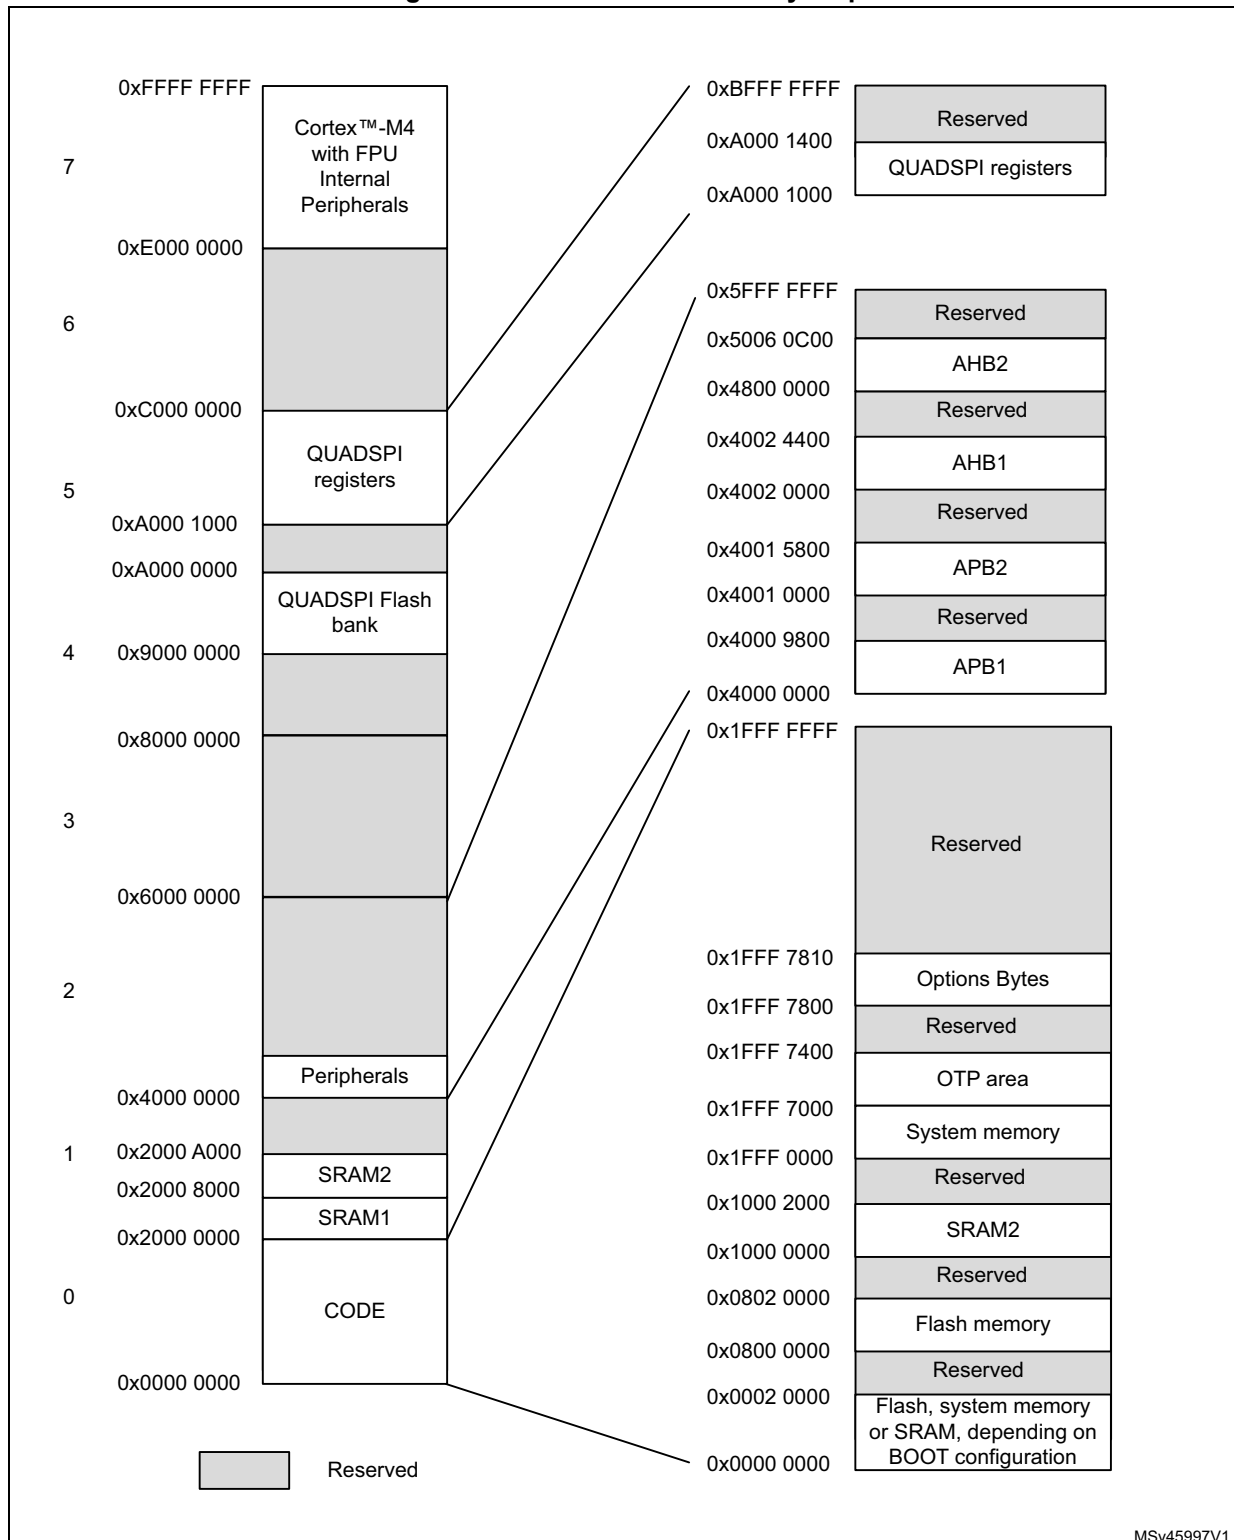 0xFFFF FFFF
Cortex™-M4
with FPU
Internal
Peripherals
7
0xE000 0000
6
0xC000 0000
QUADSPI
registers
5
0xA000 1000
0xA000 0000
QUADSPI Flash
bank
4
0x9000 0000
0x8000 0000
3
0x6000 0000
2
Peripherals
0x4000 0000
1
0x2000 A000
SRAM2
0x2000 8000
SRAM1
0x2000 0000
0
CODE
0x0000 0000
Reserved
0xBFFF FFFF
Reserved
0xA000 1400
QUADSPI registers
0xA000 1000
0x5FFF FFFF
Reserved
0x5006 0C00
AHB2
0x4800 0000
Reserved
0x4002 4400
AHB1
0x4002 0000
Reserved
0x4001 5800
APB2
0x4001 0000
Reserved
0x4000 9800
APB1
0x4000 0000
0x1FFF FFFF
Reserved
0x1FFF 7810
Options Bytes
0x1FFF 7800
Reserved
0x1FFF 7400
OTP area
0x1FFF 7000
System memory
0x1FFF 0000
Reserved
0x1000 2000
SRAM2
0x1000 0000
Reserved
0x0802 0000
Flash memory
0x0800 0000
Reserved
0x0002 0000
Flash, system memory
or SRAM, depending on
BOOT configuration
0x0000 0000
MSv45997V1